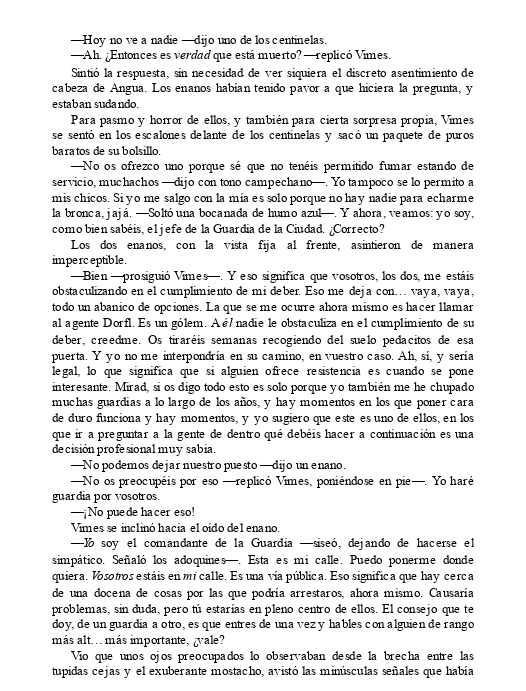 —Hoy no ve a nadie —dijo uno de los centinelas.
—Ah. ¿Entonces es verdad que está muerto? —replicó Vimes.
Sintió la respuesta, sin necesidad de ver siquiera el discreto asentimiento de
cabeza de Angua. Los enanos habían tenido pavor a que hiciera la pregunta, y
estaban sudando.
Para pasmo y horror de ellos, y también para cierta sorpresa propia, Vimes
se sentó en los escalones delante de los centinelas y sacó un paquete de puros
baratos de su bolsillo.
—No os ofrezco uno porque sé que no tenéis permitido fumar estando de
servicio, muchachos —dijo con tono campechano—. Yo tampoco se lo permito a
mis chicos. Si yo me salgo con la mía es solo porque no hay nadie para echarme
la bronca, jajá. —Soltó una bocanada de humo azul—. Y ahora, veamos: yo soy,
como bien sabéis, el jefe de la Guardia de la Ciudad. ¿Correcto?
Los dos enanos, con la vista fija al frente, asintieron de manera
imperceptible.
—Bien —prosiguió Vimes—. Y eso significa que vosotros, los dos, me estáis
obstaculizando en el cumplimiento de mi deber. Eso me deja con… vaya, vaya,
todo un abanico de opciones. La que se me ocurre ahora mismo es hacer llamar
al agente Dorfl. Es un gólem. A él nadie le obstaculiza en el cumplimiento de su
deber, creedme. Os tiraréis semanas recogiendo del suelo pedacitos de esa
puerta. Y yo no me interpondría en su camino, en vuestro caso. Ah, sí, y sería
legal, lo que significa que si alguien ofrece resistencia es cuando se pone
interesante. Mirad, si os digo todo esto es solo porque yo también me he chupado
muchas guardias a lo largo de los años, y hay momentos en los que poner cara
de duro funciona y hay momentos, y yo sugiero que este es uno de ellos, en los
que ir a preguntar a la gente de dentro qué debéis hacer a continuación es una
decisión profesional muy sabia.
—No podemos dejar nuestro puesto —dijo un enano.
—No os preocupéis por eso —replicó Vimes, poniéndose en pie—. Yo haré
guardia por vosotros.
—¡No puede hacer eso!
Vimes se inclinó hacia el oído del enano.
—Yo soy el comandante de la Guardia —siseó, dejando de hacerse el
simpático. Señaló los adoquines—. Esta es mi calle. Puedo ponerme donde
quiera. Vosotros estáis en mi calle. Es una vía pública. Eso significa que hay cerca
de una docena de cosas por las que podría arrestaros, ahora mismo. Causaría
problemas, sin duda, pero tú estarías en pleno centro de ellos. El consejo que te
doy, de un guardia a otro, es que entres de una vez y hables con alguien de rango
más alt… más importante, ¿vale?
Vio que unos ojos preocupados lo observaban desde la brecha entre las
tupidas cejas y el exuberante mostacho, avistó las minúsculas señales que había